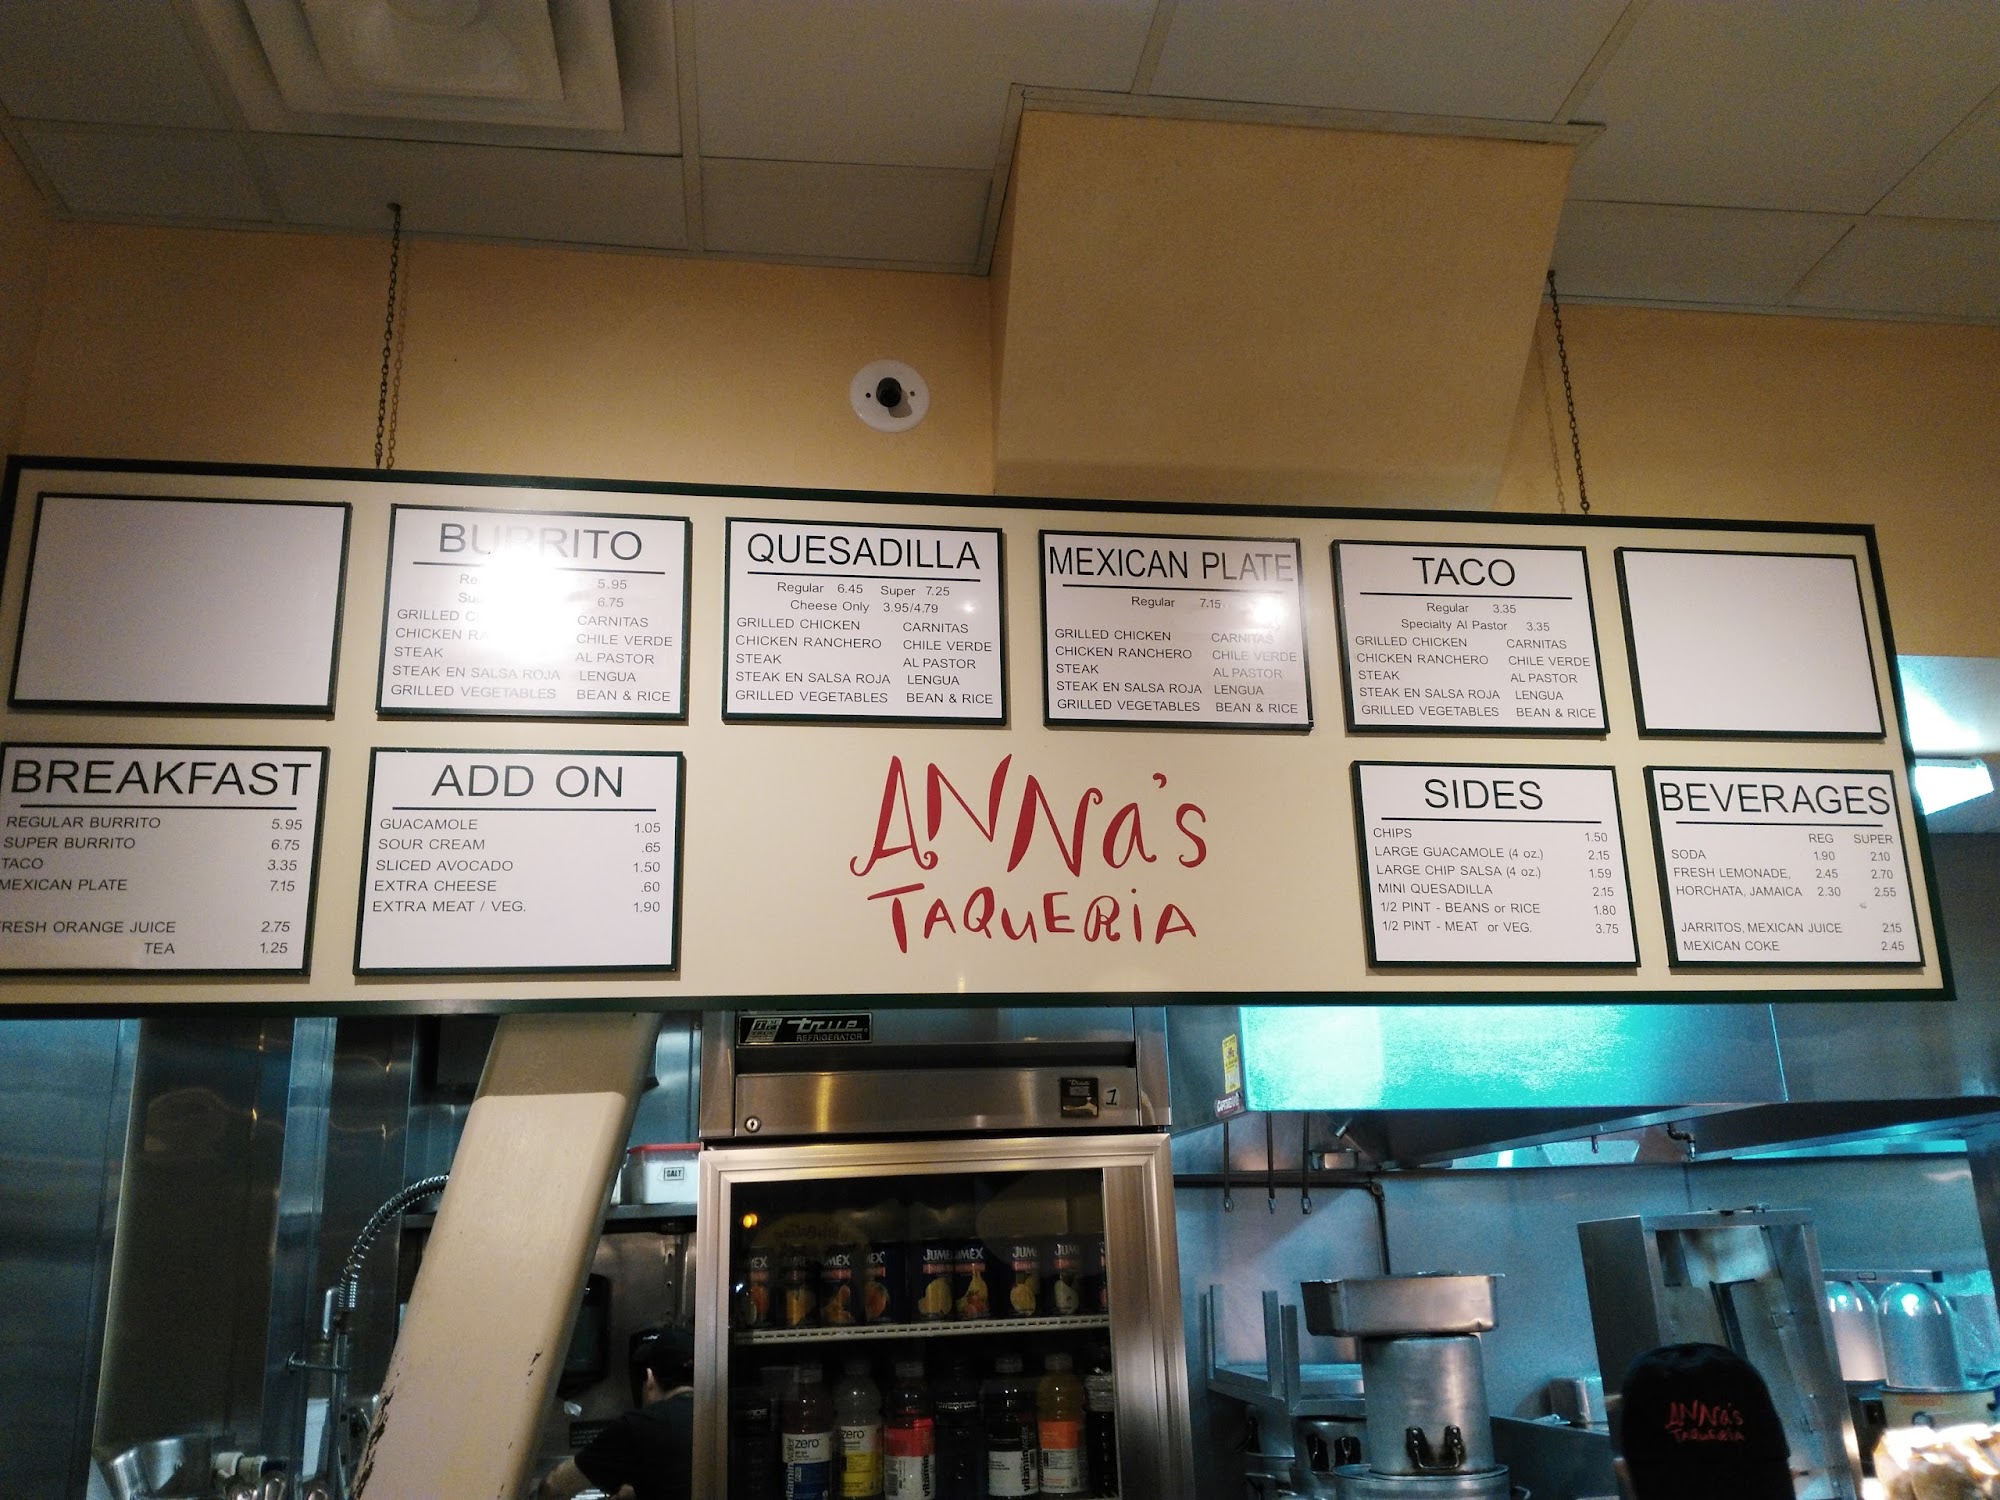 BURRITO
5.95
6.75
GRILLED
CARNITAS
CHICKEN
CHILE VERDE
STEAK
AL PASTOR
STEAK EN SALSA ROJA LENGUA
GRILLED VEGETABLES BEAN & RICE
QUESADILLA
Regular 6.45 Super 7.25
Cheese Only 3.95/4.79
GRILLED CHICKEN CARNITAS
CHICKEN RANCHERO CHILE VERDE
STEAK AL PASTOR
STEAK EN SALSA ROJA LENGUA
GRILLED VEGETABLES BEAN & RICE
MEXICAN PLATE
Regular 7.15
GRILLED CHICKEN CARNITAS
CHICKEN RANCHERO CHILE VERDE
STEAK AL PASTOR
STEAK EN SALSA ROJA LENGUA
GRILLED VEGETABLES BEAN & RICE
TACO
Regular 3.35
Specialty Al Pastor 3.35
GRILLED CHICKEN CARNITAS
CHICKEN RANCHERO CHILE VERDE
STEAK AL PASTOR
STEAK EN SALSA ROJA LENGUA
GRILLED VEGETABLES BEAN & RICE
BREAKFAST
REGULAR BURRITO 5.95
SUPER BURRITO 6.75
TACO 3.35
MEXICAN PLATE 7.15
RESH ORANGE JUICE 2.75
TEA 1.25
ADD ON
GUACAMOLE 1.05
SOUR CREAM .65
SLICED AVOCADO 1.50
EXTRA CHEESE .60
EXTRA MEAT / VEG. 1.90
ANNa's
TAQUERiA
SIDES
CHIPS 1.50
LARGE GUACAMOLE (4 oz.) 2.15
LARGE CHIP SALSA (4 oz.) 1.59
MINI QUESADILLA 2.15
1/2 PINT - BEANS or RICE 1.80
1/2 PINT - MEAT or VEG. 3.75
BEVERAGES
REG SUPER
SODA 1.90 2.10
FRESH LEMONADE, 2.45 2.70
HORCHATA, JAMAICA 2.30 2.55
JARRITOS, MEXICAN JUICE 2.15
MEXICAN COKE 2.45
true
REFRIGERATOR
1
SALT
JUMEX
zero
zero
ANNa's
TAQUERiA